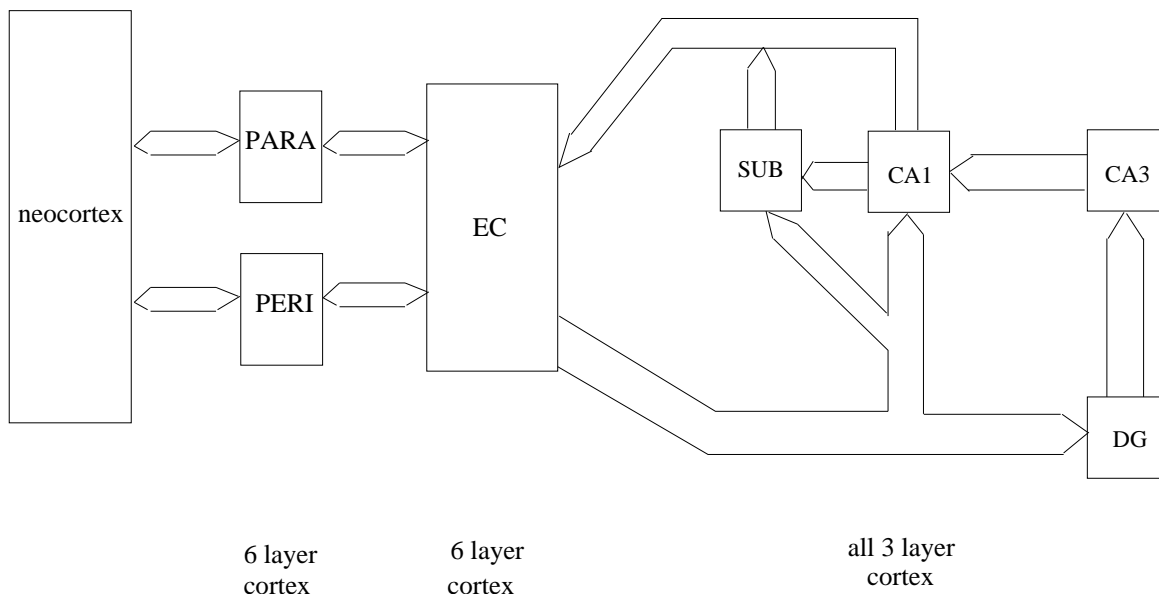 PARA
SUB
CA1
CA3
neocortex
EC
PERI
DG
6 layer
cortex
6 layer
cortex
all 3 layer
cortex